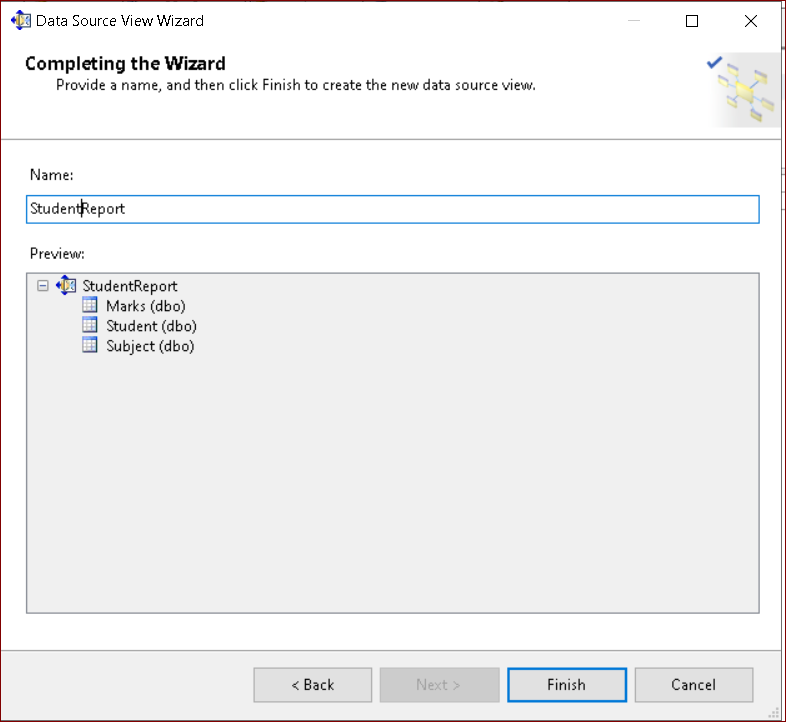 Data Source View Wizard
Completing the Wizard
Provide a name, and then click Finish to create the new data source view.
Name:
StudentReport
Preview:
StudentReport
Marks (dbo)
Student (dbo)
Subject (dbo)
< Back
Next >
Finish
Cancel